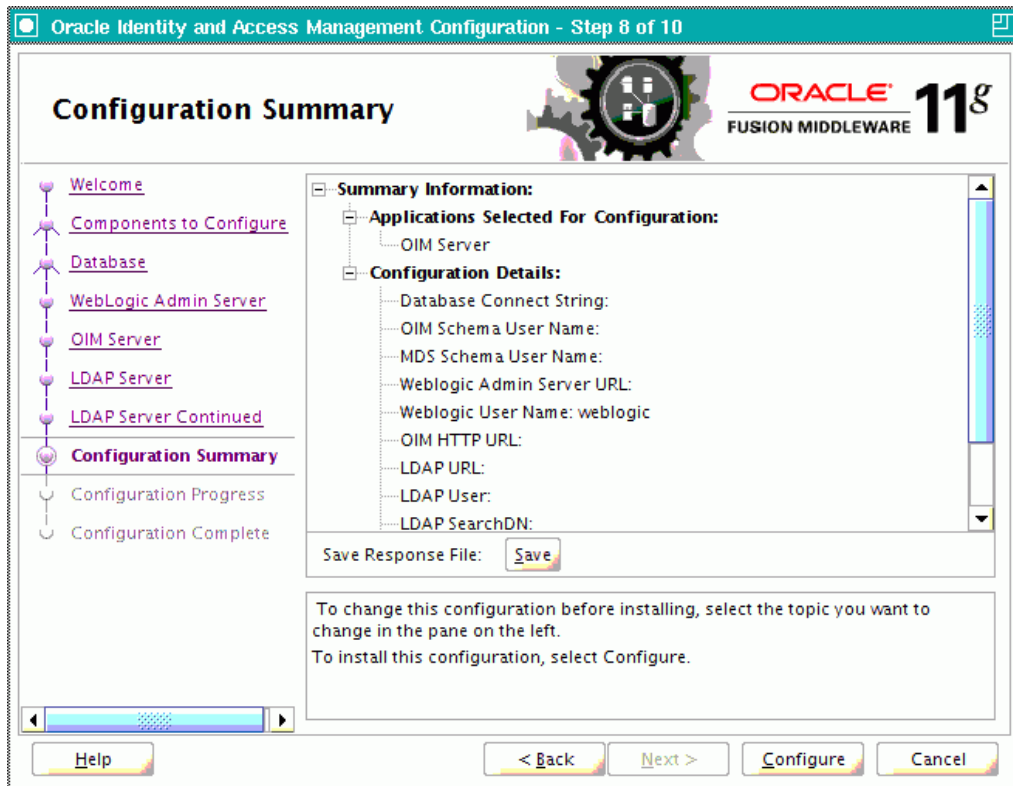 Oracle Identity and Access Management Configuration - Step 8 of 10
Configuration Summary
ORACLE
FUSION MIDDLEWARE
11g
Welcome
Components to Configure
Database
WebLogic Admin Server
OIM Server
LDAP Server
LDAP Server Continued
Configuration Summary
Configuration Progress
Configuration Complete
Summary Information:
Applications Selected For Configuration:
OIM Server
Configuration Details:
Database Connect String:
OIM Schema User Name:
MDS Schema User Name:
Weblogic Admin Server URL:
Weblogic User Name: weblogic
OIM HTTP URL:
LDAP URL:
LDAP User:
LDAP SearchDN:
Save Response File: Save
To change this configuration before installing, select the topic you want to
change in the pane on the left.
To install this configuration, select Configure.
Help < Back Next > Configure Cancel